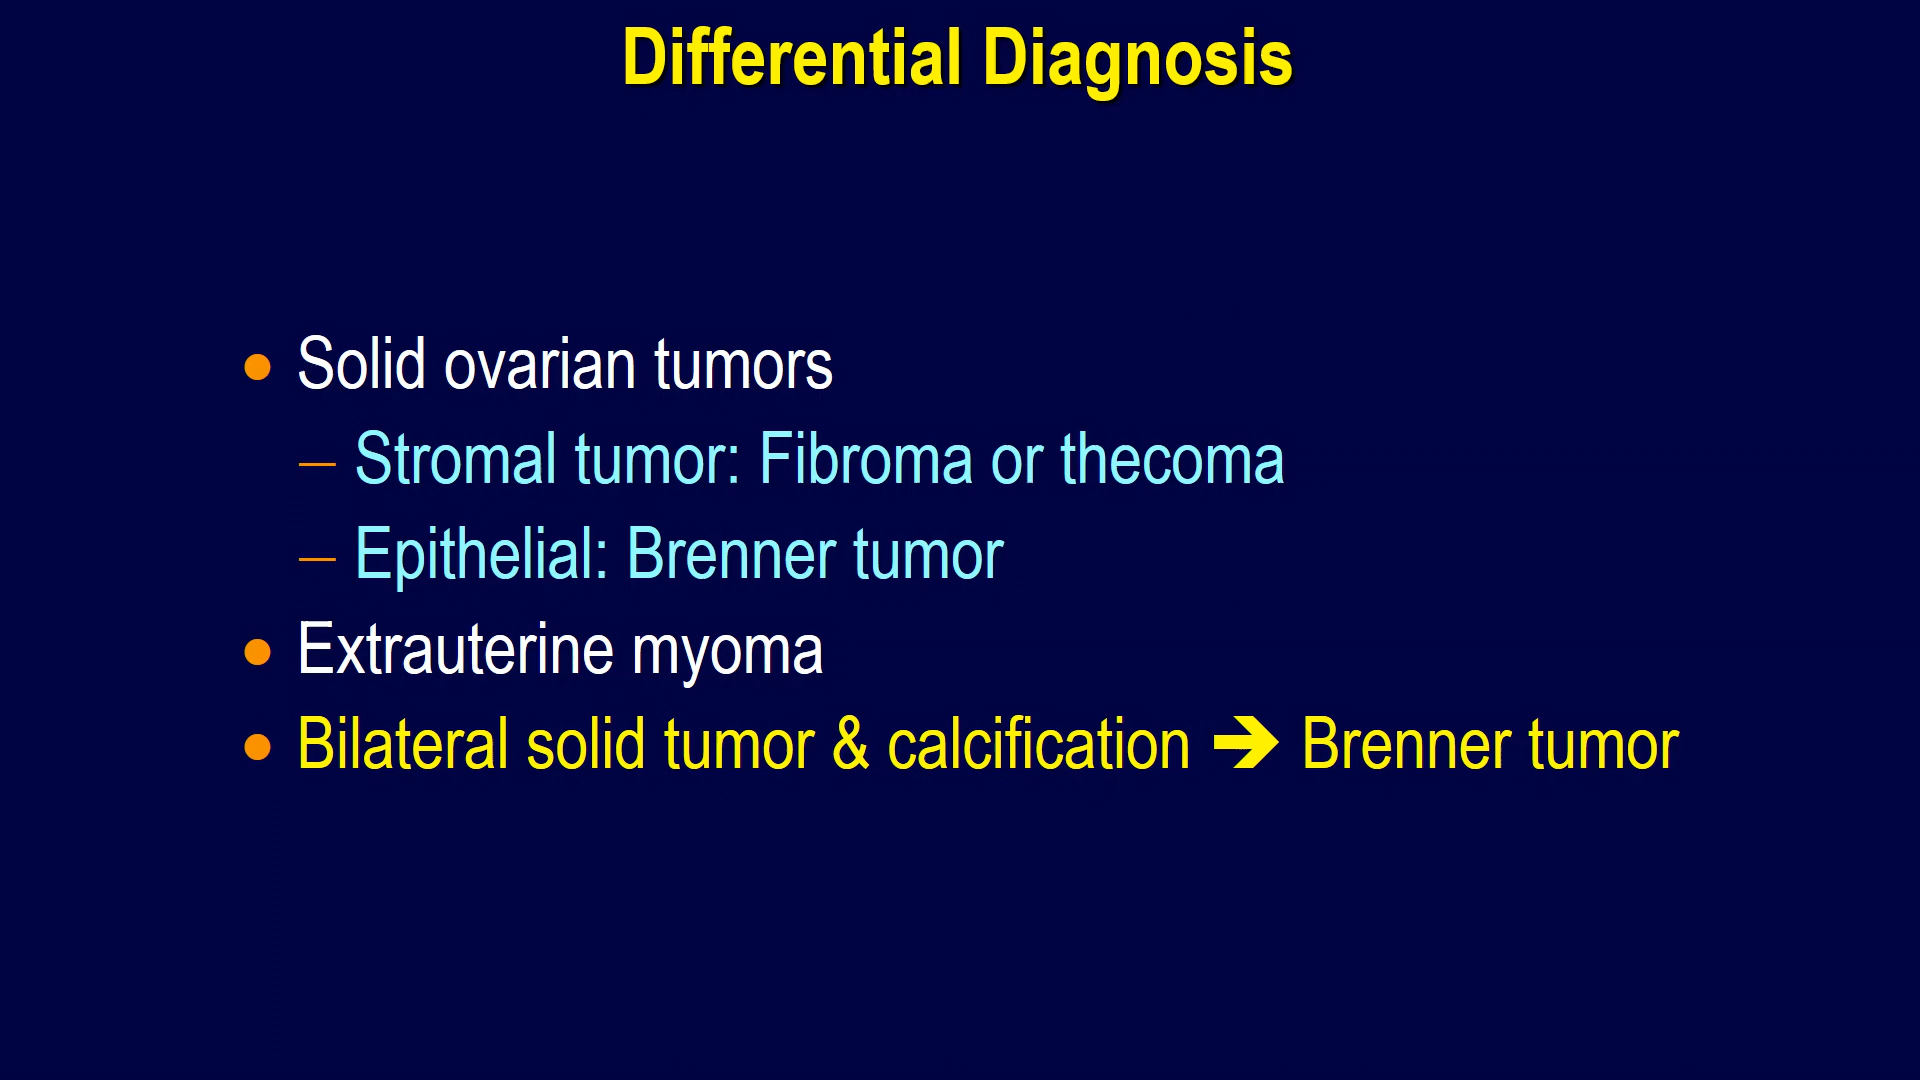 Differential Diagnosis
● Solid ovarian tumors
– Stromal tumor: Fibroma or thecoma
– Epithelial: Brenner tumor
● Extrauterine myoma
● Bilateral solid tumor & calcification ➔ Brenner tumor